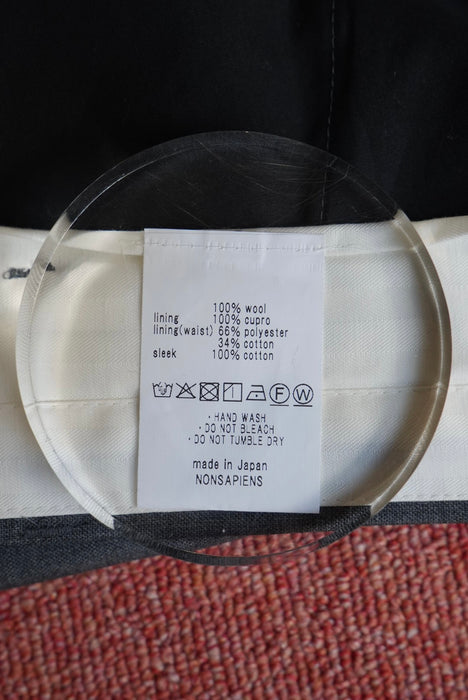 100% wool
lining 100% cupro
lining(waist) 66% polyester
34% cotton
sleek 100% cotton
F W
・HAND WASH
・DO NOT BLEACH
・DO NOT TUMBLE DRY
made in Japan
NONSAPIENS